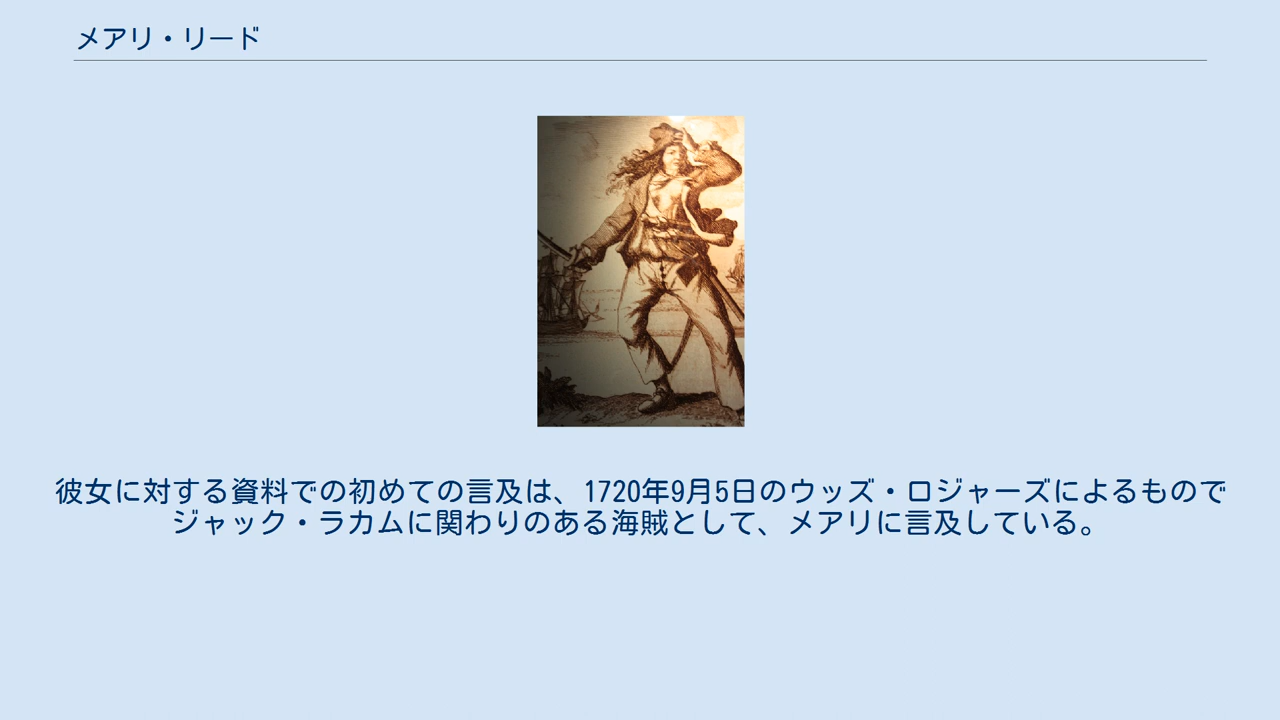 メアリ・リード
彼女に対する資料での初めての言及は、1720年9月5日のウッズ・ロジャーズによるもので
ジャック・ラカムに関わりのある海賊として、メアリに言及している。